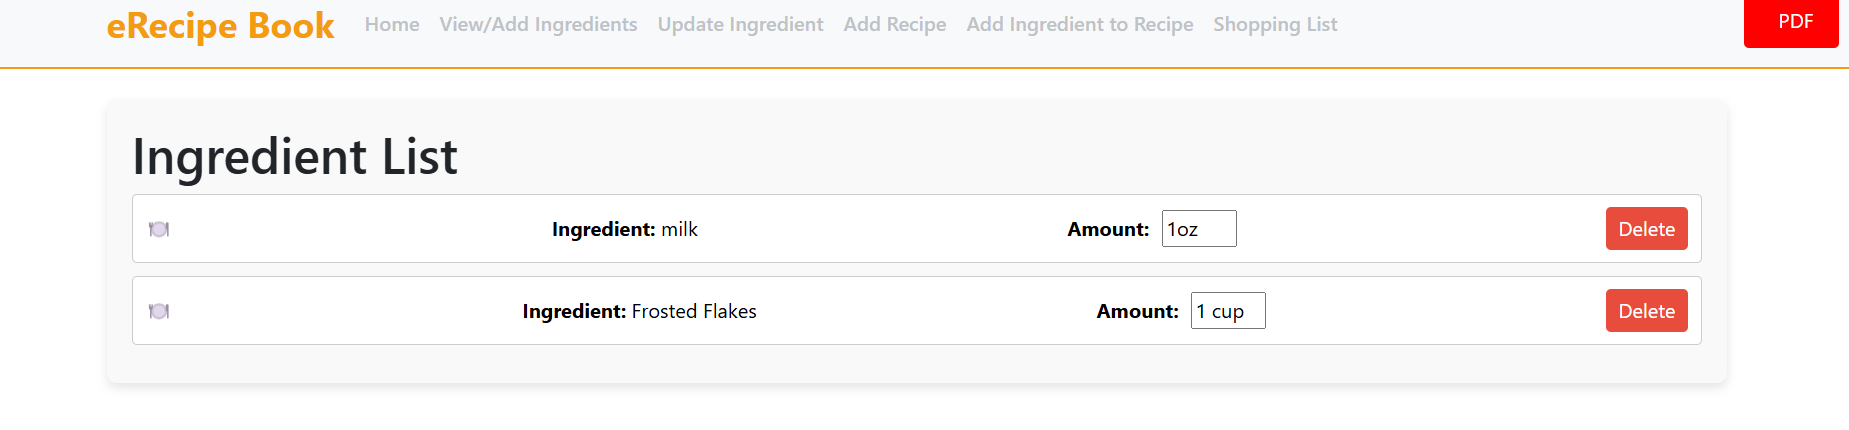 eRecipe Book Home View/Add Ingredients Update Ingredient Add Recipe Add Ingredient to Recipe Shopping List PDF
Ingredient List
Ingredient: milk Amount: 1oz Delete
Ingredient: Frosted Flakes Amount: 1 cup Delete